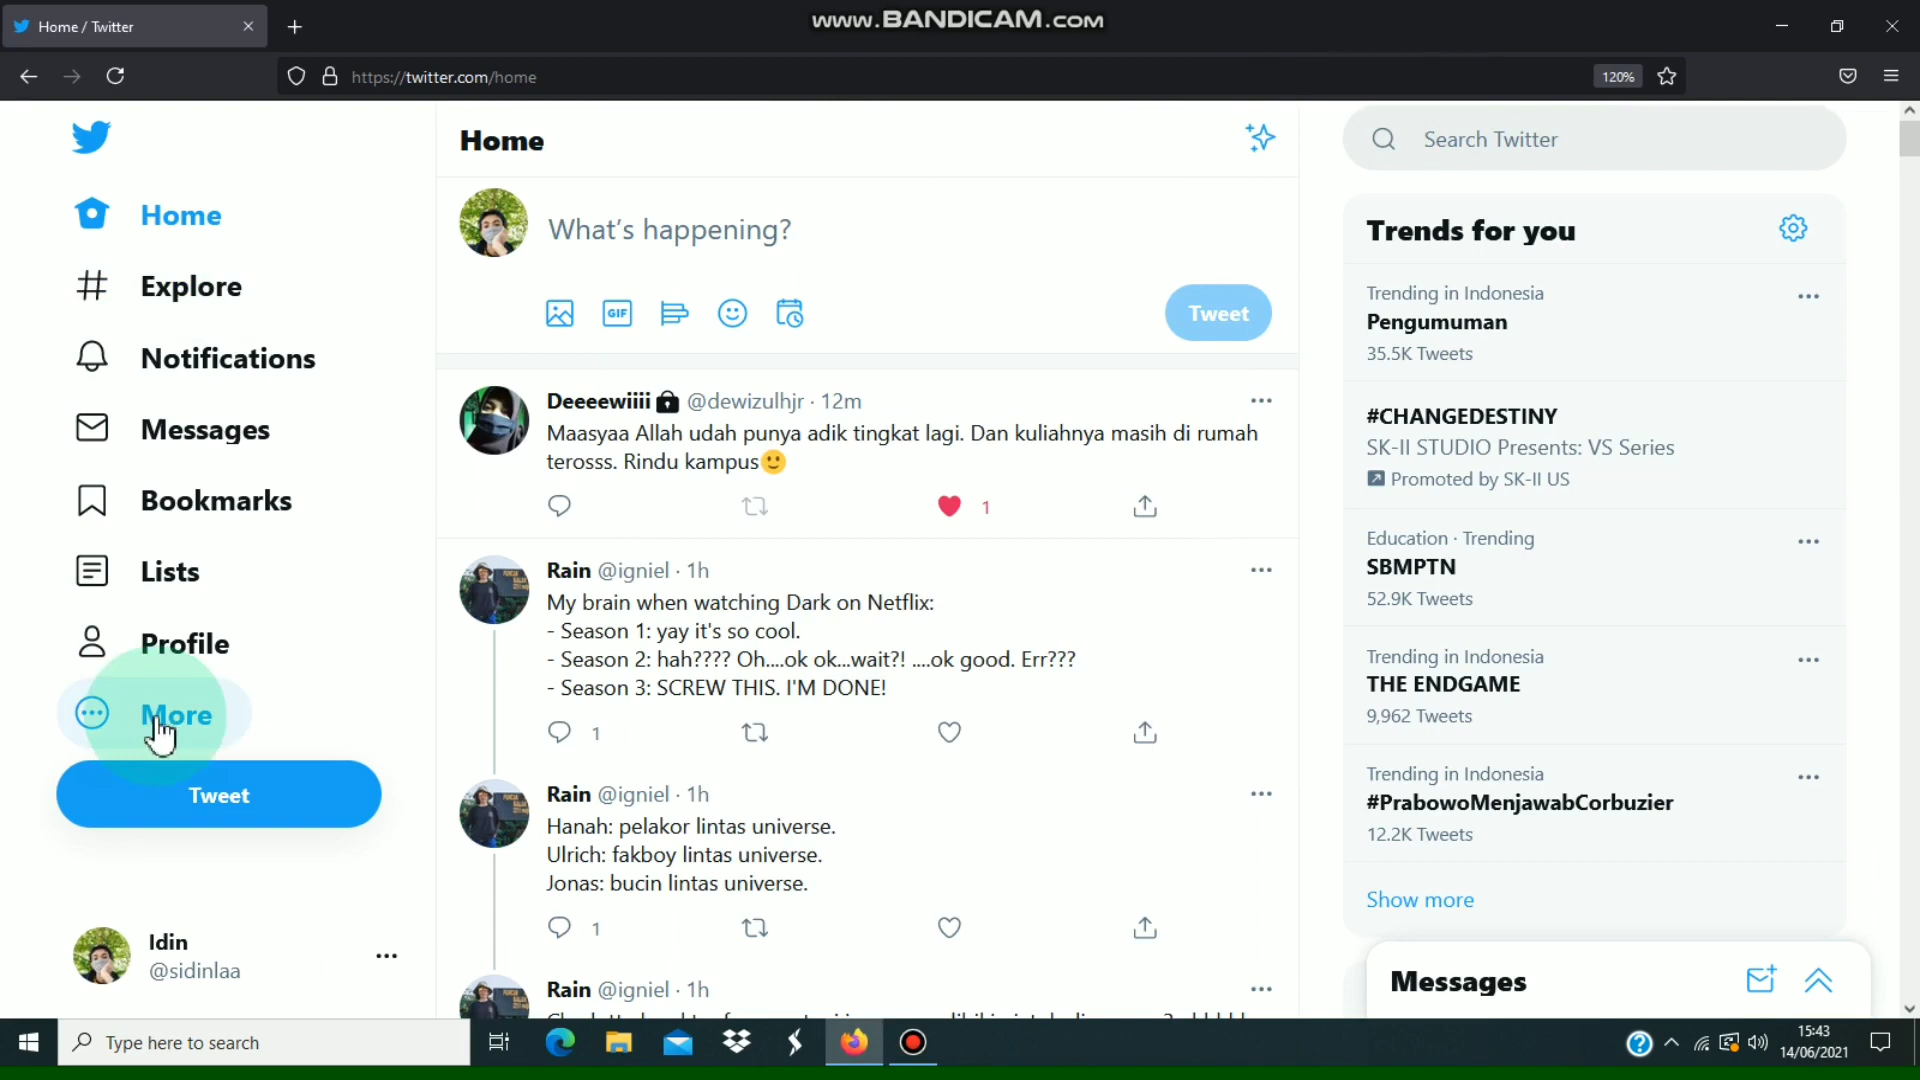 Home / Twitter
www.BANDICAM.com
https://twitter.com/home
120%
Home
Explore
Notifications
Messages
Bookmarks
Lists
Profile
More
Tweet
Idin
@sidinlaa
Home
What's happening?
GIF
Tweet
Deeeewiiii @dewizulhjr · 12m
Maasyaa Allah udah punya adik tingkat lagi. Dan kuliahnya masih di rumah
terosss. Rindu kampus🙂
1
Rain @igniel · 1h
My brain when watching Dark on Netflix:
- Season 1: yay it's so cool.
- Season 2: hah???? Oh....ok ok...wait?! ....ok good. Err???
- Season 3: SCREW THIS. I'M DONE!
1
Rain @igniel · 1h
Hanah: pelakor lintas universe.
Ulrich: fakboy lintas universe.
Jonas: bucin lintas universe.
1
Rain @igniel · 1h
Search Twitter
Trends for you
Trending in Indonesia
Pengumuman
35.5K Tweets
#CHANGEDESTINY
SK-II STUDIO Presents: VS Series
Promoted by SK-II US
Education · Trending
SBMPTN
52.9K Tweets
Trending in Indonesia
THE ENDGAME
9,962 Tweets
Trending in Indonesia
#PrabowoMenjawabCorbuzier
12.2K Tweets
Show more
Messages
Type here to search
15:43
14/06/2021